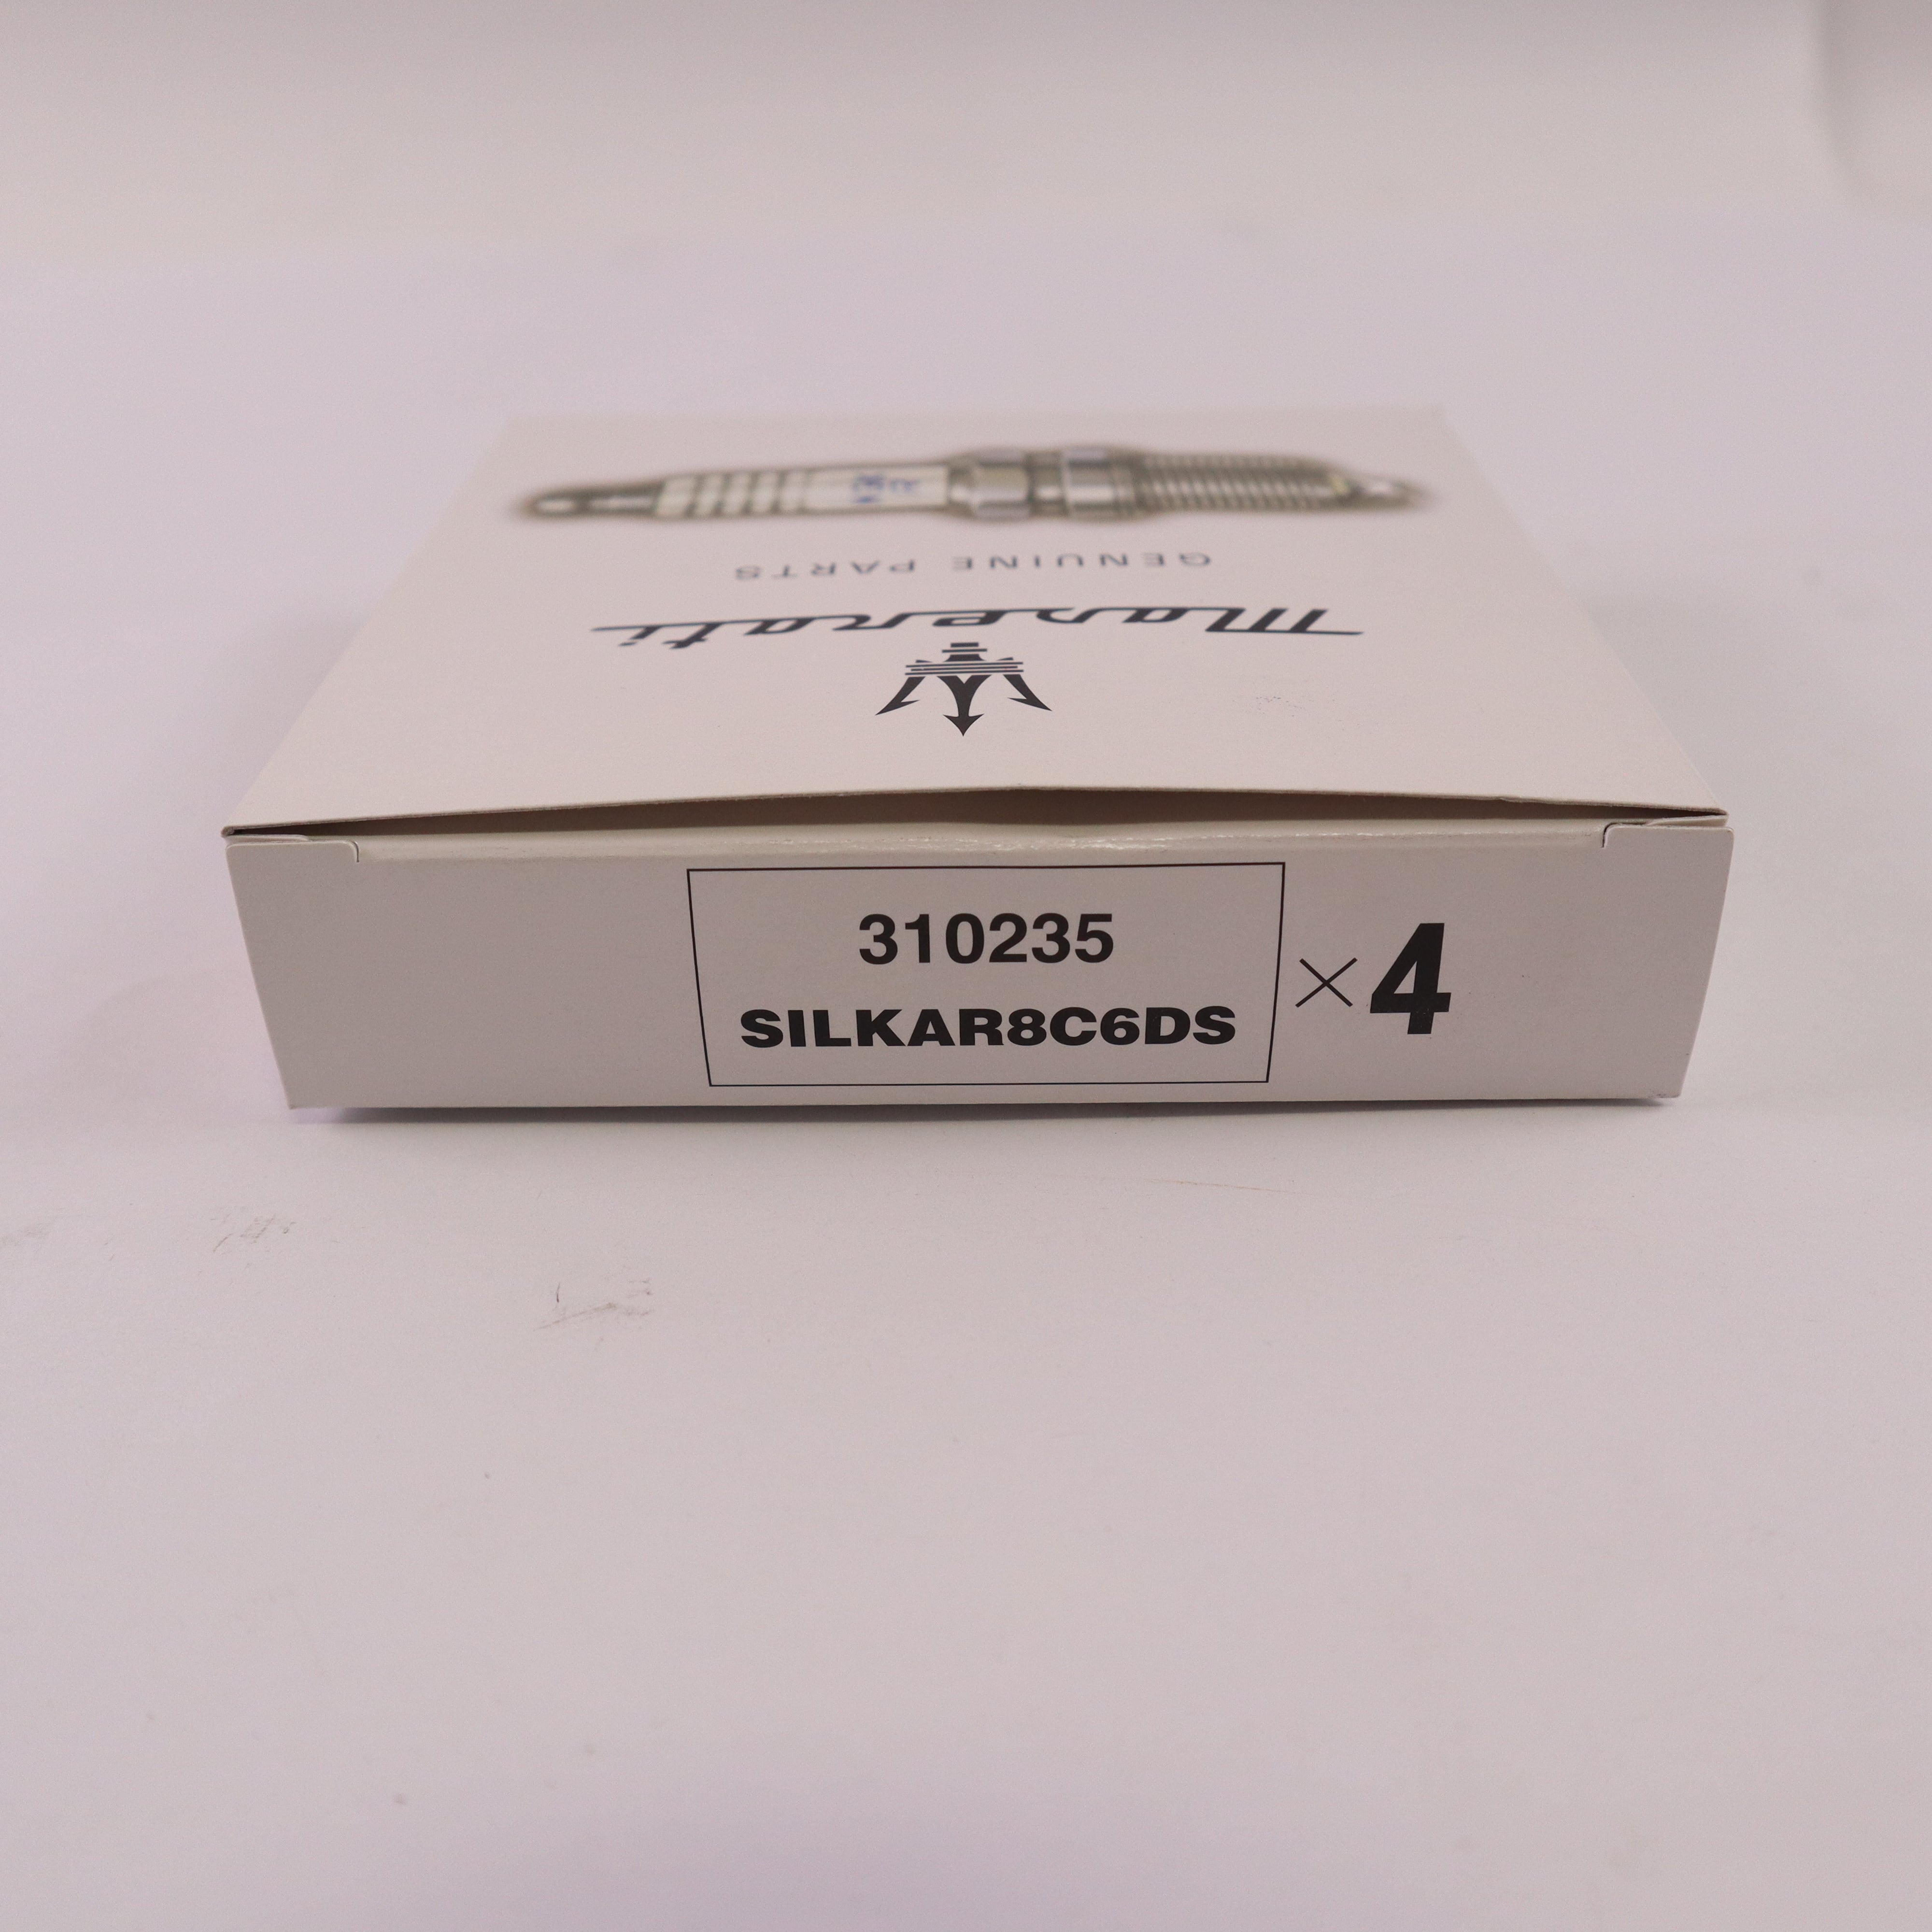 GENUINE PARTS
Maserati
310235
SILKAR8C6DS
×4